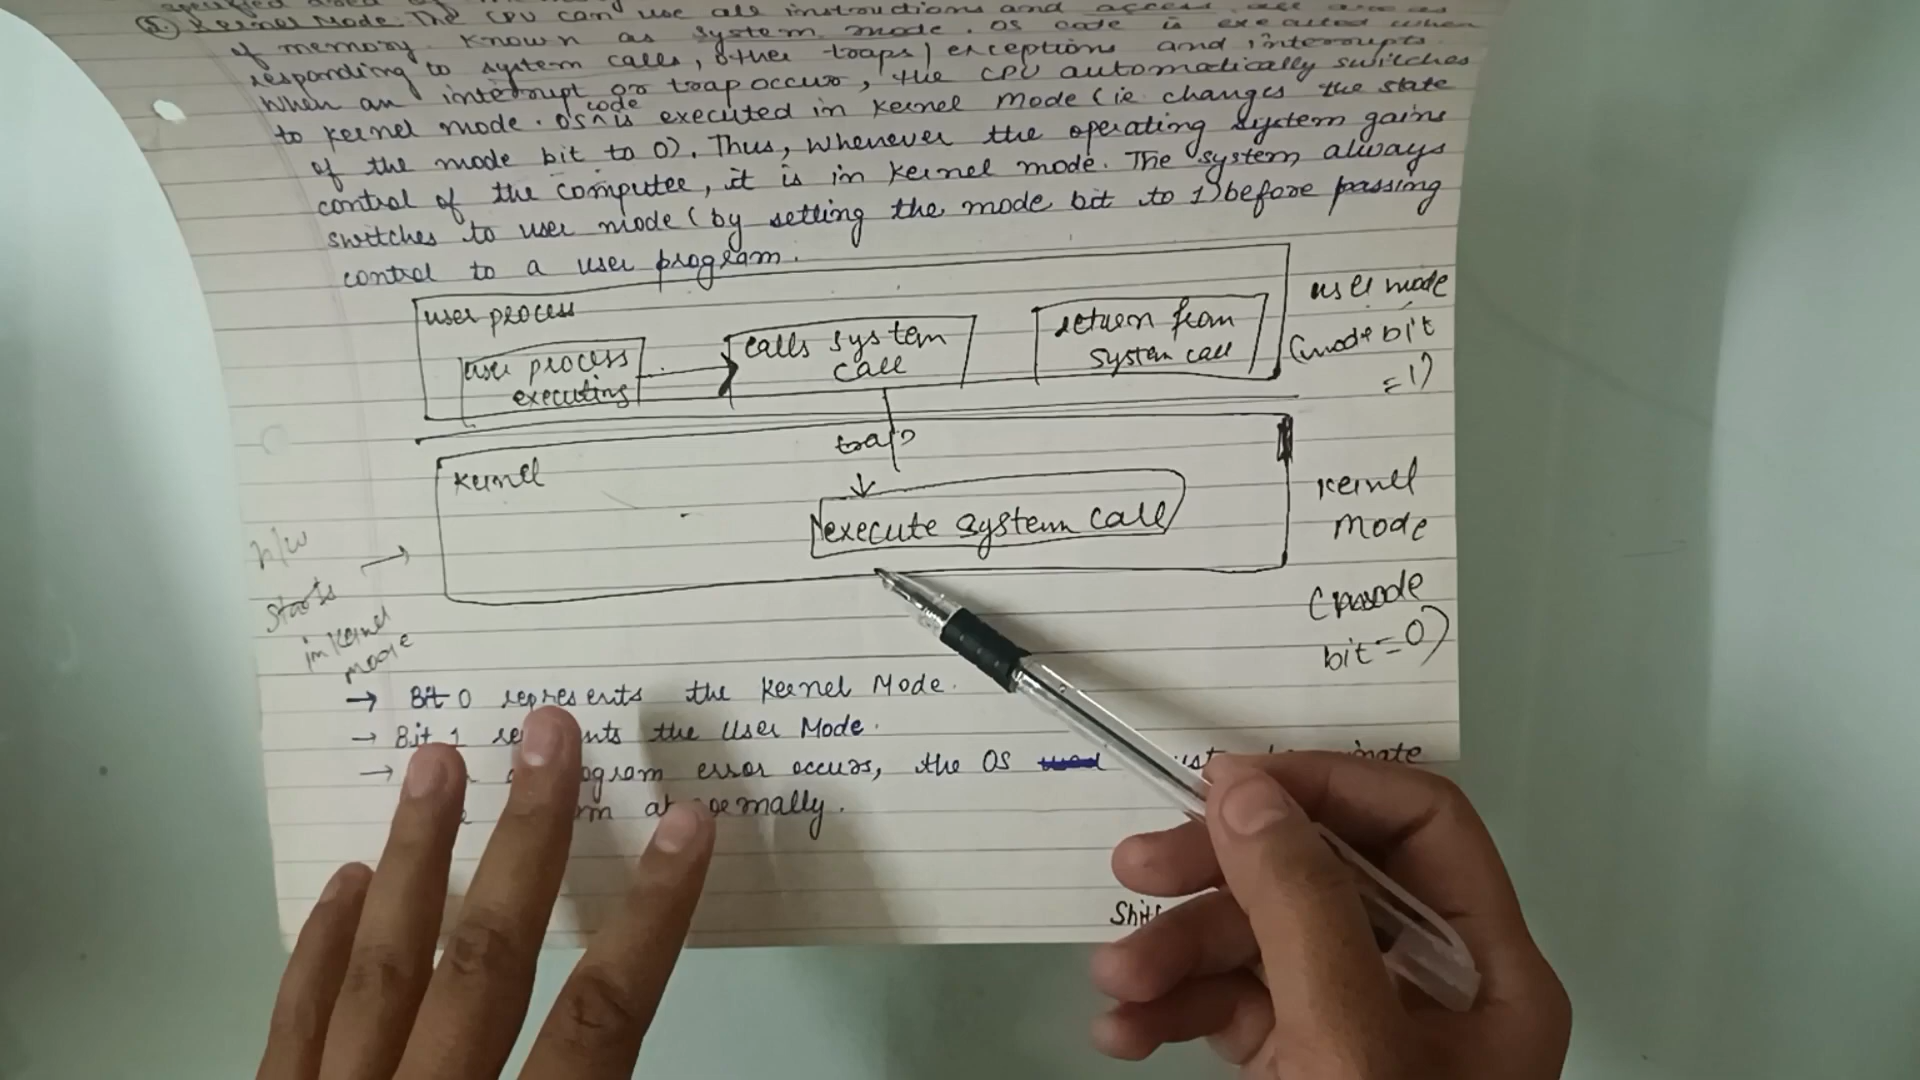 ② Kernel Mode. The CPU can use all instructions and access all areas
of memory. Known as system mode. OS code is executed when
responding to system calls, other traps/exceptions and interrupts.
When an interrupt or trap occurs, the CPU automatically switches
to kernel mode. OS code is executed in kernel mode (ie changes the state
of the mode bit to 0). Thus, whenever the operating system gains
control of the computer, it is in kernel mode. The system always
switches to user mode (by setting the mode bit to 1) before passing
control to a user program.
user process
user process
executing
calls system
call
return from
system call
user mode
(mode bit
=1)
trap
kernel
execute system call
kernel
mode
(mode
bit=0)
h/w
starts
in kernel
mode
→ Bit 0 represents the Kernel Mode.
→ Bit 1 the User Mode.
→ error occurs, the OS